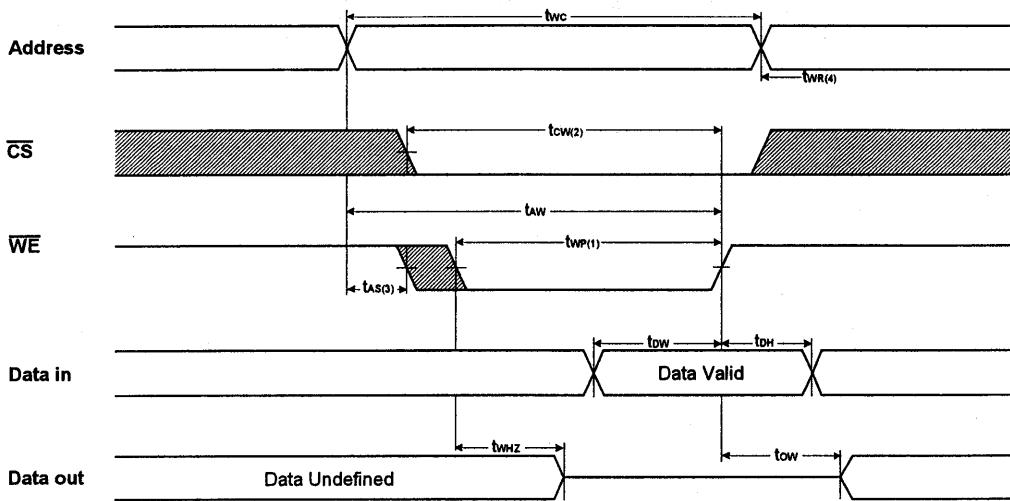 tWC
Address
tWR(4)
tCW(2)
CS
tAW
WE
tWP(1)
tAS(3)
tDW
tDH
Data in
Data Valid
tWHZ
tOW
Data out
Data Undefined